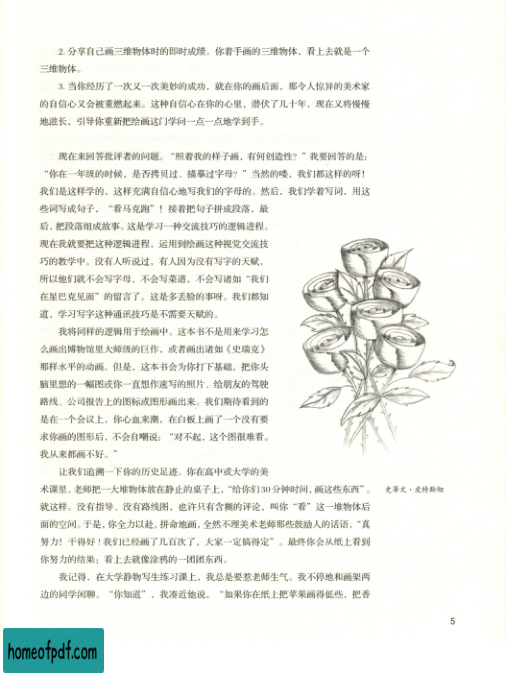 2. 分享自己画三维物体时的即时成绩。你着手画的三维物体，看上去就是一个
三维物体。
3. 当你经历了一次又一次美妙的成功，就在你的画后面，那令人惊异的美术家
的自信心又会被重燃起来。这种自信心在你的心里，潜伏了几十年，现在又将慢慢
地滋长，引导你重新把绘画这门学问一点一点地学到手。
现在来回答批评者的问题。“照着我的样子画，有何创造性？”我要回答的是：
“你在一年级的时候，是否拷贝过、描摹过字母？”当然的喽，我们都这样的呀！
我们是这样学的，这样充满自信心地写我们的字母的。然后，我们学着写词，用这
些词写成句子，“看马克跑”！接着把句子拼成段落，最
后，把段落组成故事。这是学习一种交流技巧的逻辑进程。
现在我就要把这种逻辑进程，运用到绘画这种视觉交流技
巧的教学中。没有人听说过，有人因为没有写字的天赋，
所以他们就不会写字母，不会写菜谱，不会写诸如“我们
在星巴克见面”的留言了。这是多丢脸的事呀。我们都知
道，学习写字这种通讯技巧是不需要天赋的。
我将同样的逻辑用于绘画中。这本书不是用来学习怎
么画出博物馆里大师级的巨作，或者画出诸如《史瑞克》
那样水平的动画。但是，这本书会为你打下基础，把你头
脑里想的一幅图或你一直想作速写的照片、给朋友的驾驶
路线、公司报告上的图标或图形画出来。我们期待看到的
是在一个会议上，你心血来潮，在白板上画了一个没有要
求你画的图形后，不会自嘲说：“对不起，这个图很难看。
我从来都画不好。”
让我们追溯一下你的历史足迹。你在高中或大学的美
术课里，老师把一大堆物体放在静止的桌子上，“给你们30分钟时间，画这些东西”。
史蒂文·皮特斯彻
就这样。没有指导、没有路线图，也许只有含糊的评论，叫你“看”这一堆物体后
面的空间。于是，你全力以赴，拼命地画，全然不理美术老师那些鼓励人的话语，“真
努力！干得好！我们已经画了几百次了，大家一定搞得定”。最终你会从纸上看到
你努力的结果：看上去就像涂鸦的一团团东西。
我记得，在大学静物写生练习课上，我总是要惹老师生气。我不停地和画架两
边的同学闲聊。“你知道”，我凑近他说，“如果你在纸上把苹果画得低些，把香
5
homeofpdf.com